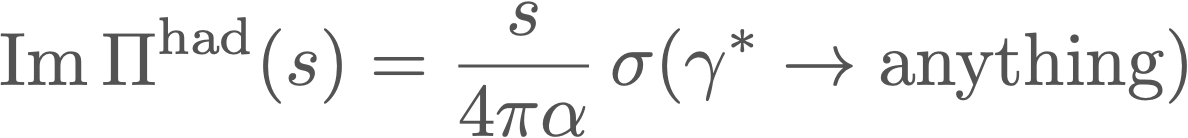 Im Π^had(s) = s/(4πα) σ(γ* → anything)